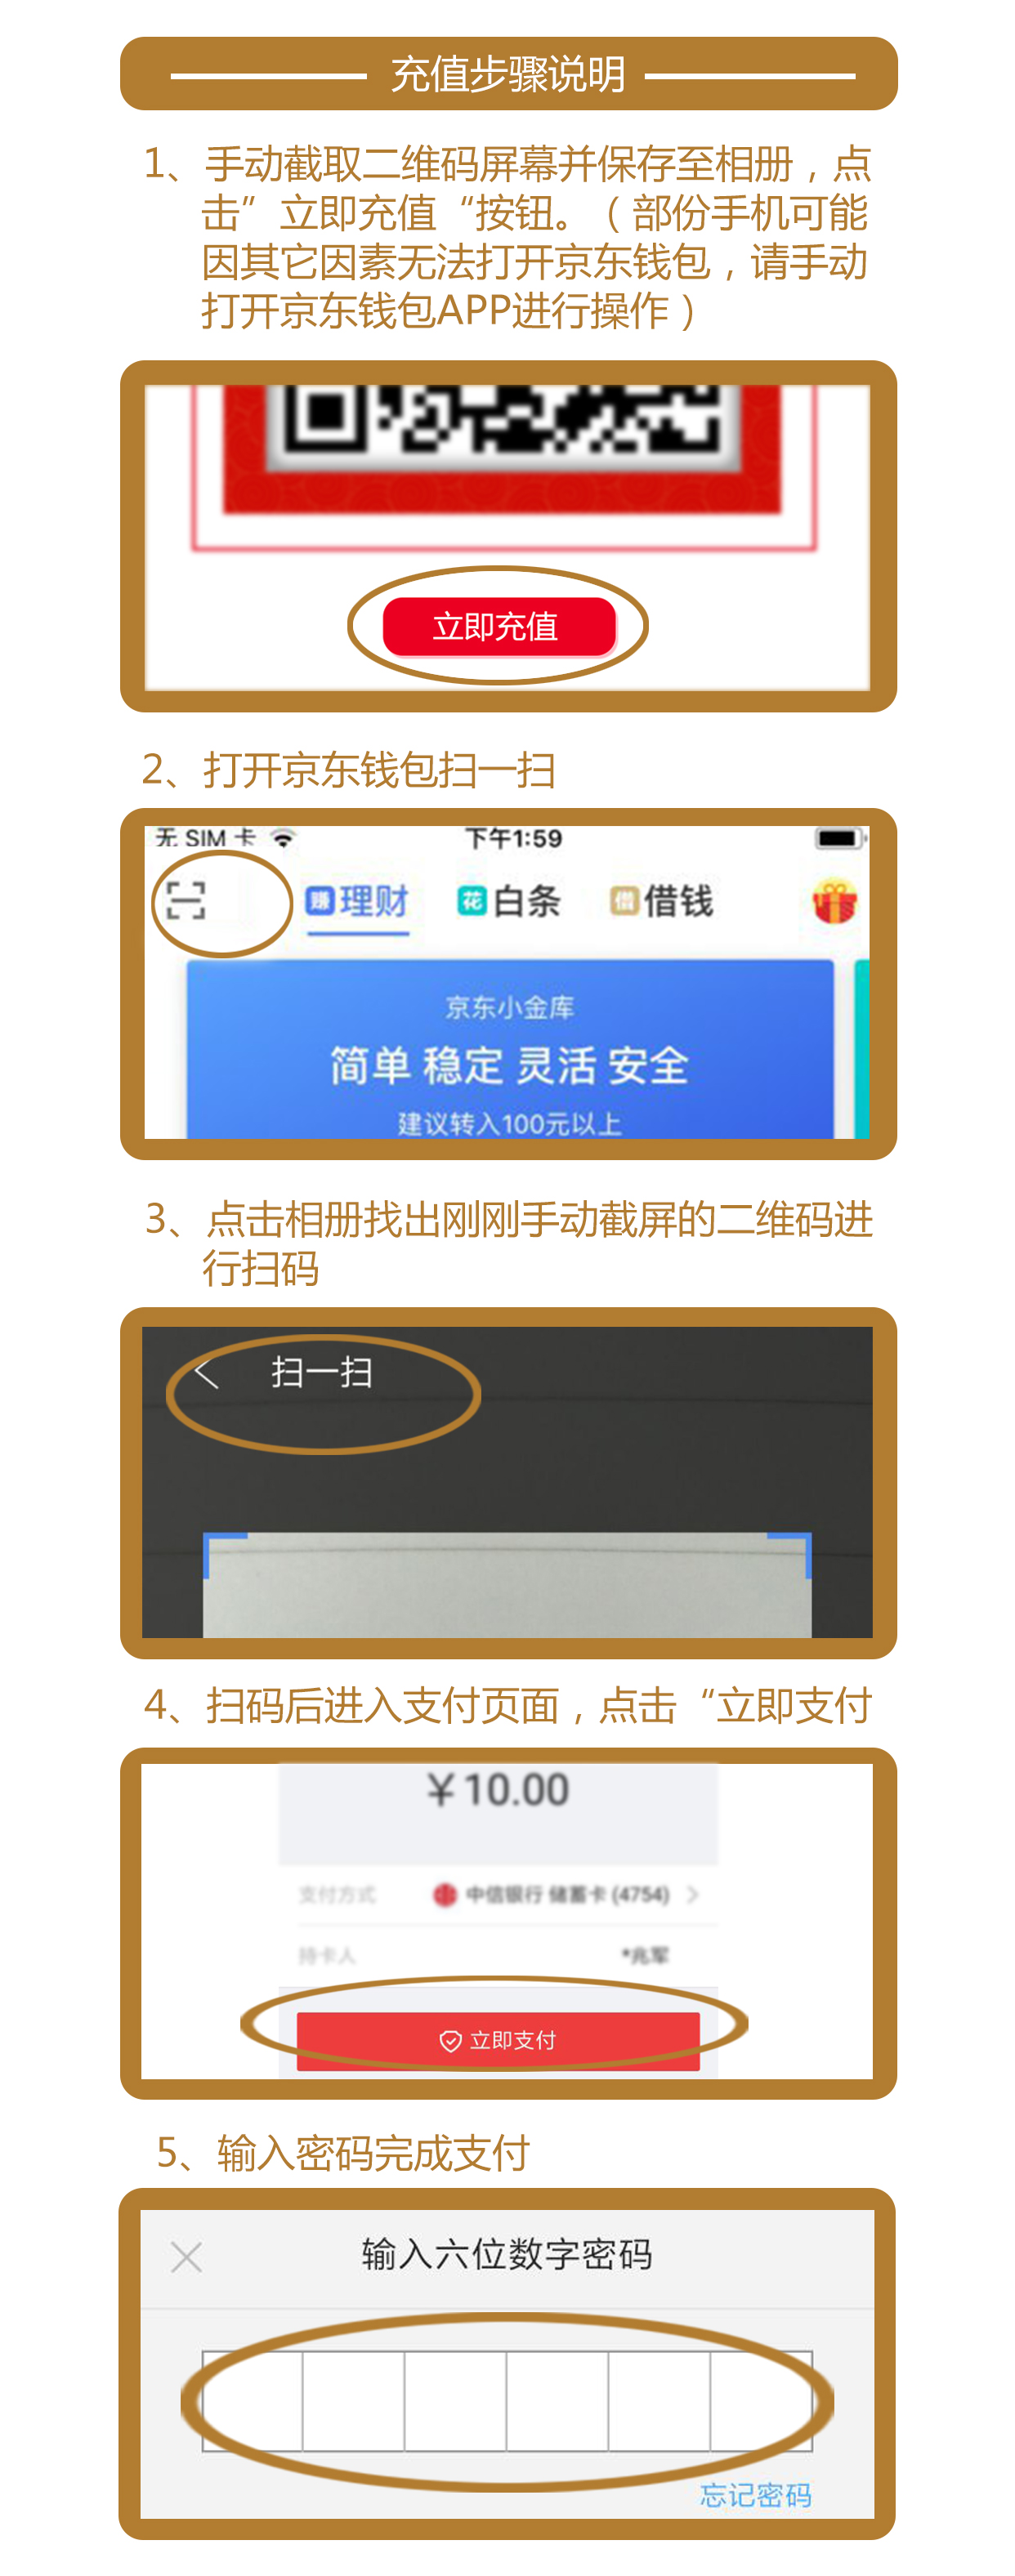 充值步骤说明
1、手动截取二维码屏幕并保存至相册，点
击”立即充值“按钮。（部份手机可能
因其它因素无法打开京东钱包，请手动
打开京东钱包APP进行操作）
立即充值
2、打开京东钱包扫一扫
无 SIM 卡 下午1:59
赚 理财 花 白条 借 借钱
京东小金库
简单 稳定 灵活 安全
建议转入100元以上
3、点击相册找出刚刚手动截屏的二维码进
行扫码
扫一扫
4、扫码后进入支付页面，点击“立即支付
￥10.00
支付方式 中信银行 储蓄卡 (4754)
持卡人 *兆军
立即支付
5、输入密码完成支付
输入六位数字密码
忘记密码